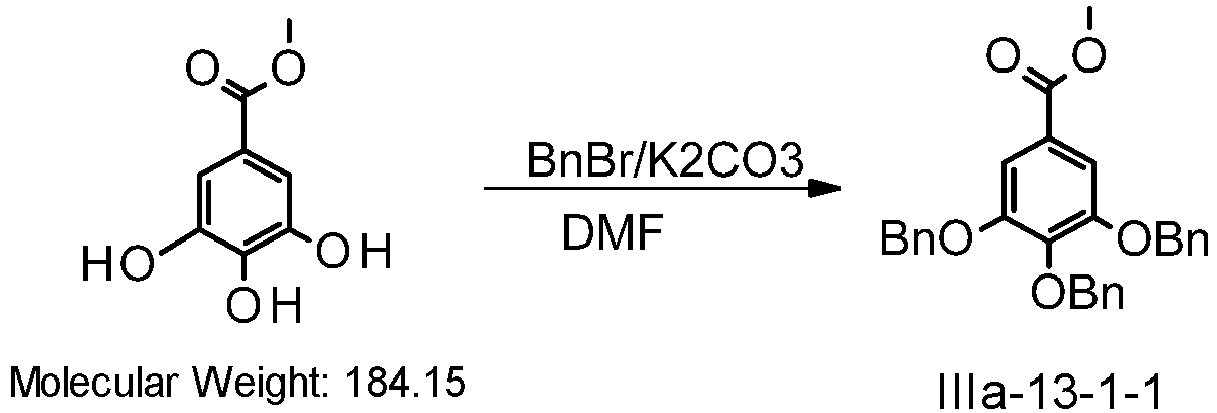 O O
HO OH
OH
Molecular Weight: 184.15
BnBr/K2CO3
DMF
O O
BnO OBn
OBn
IIIa-13-1-1